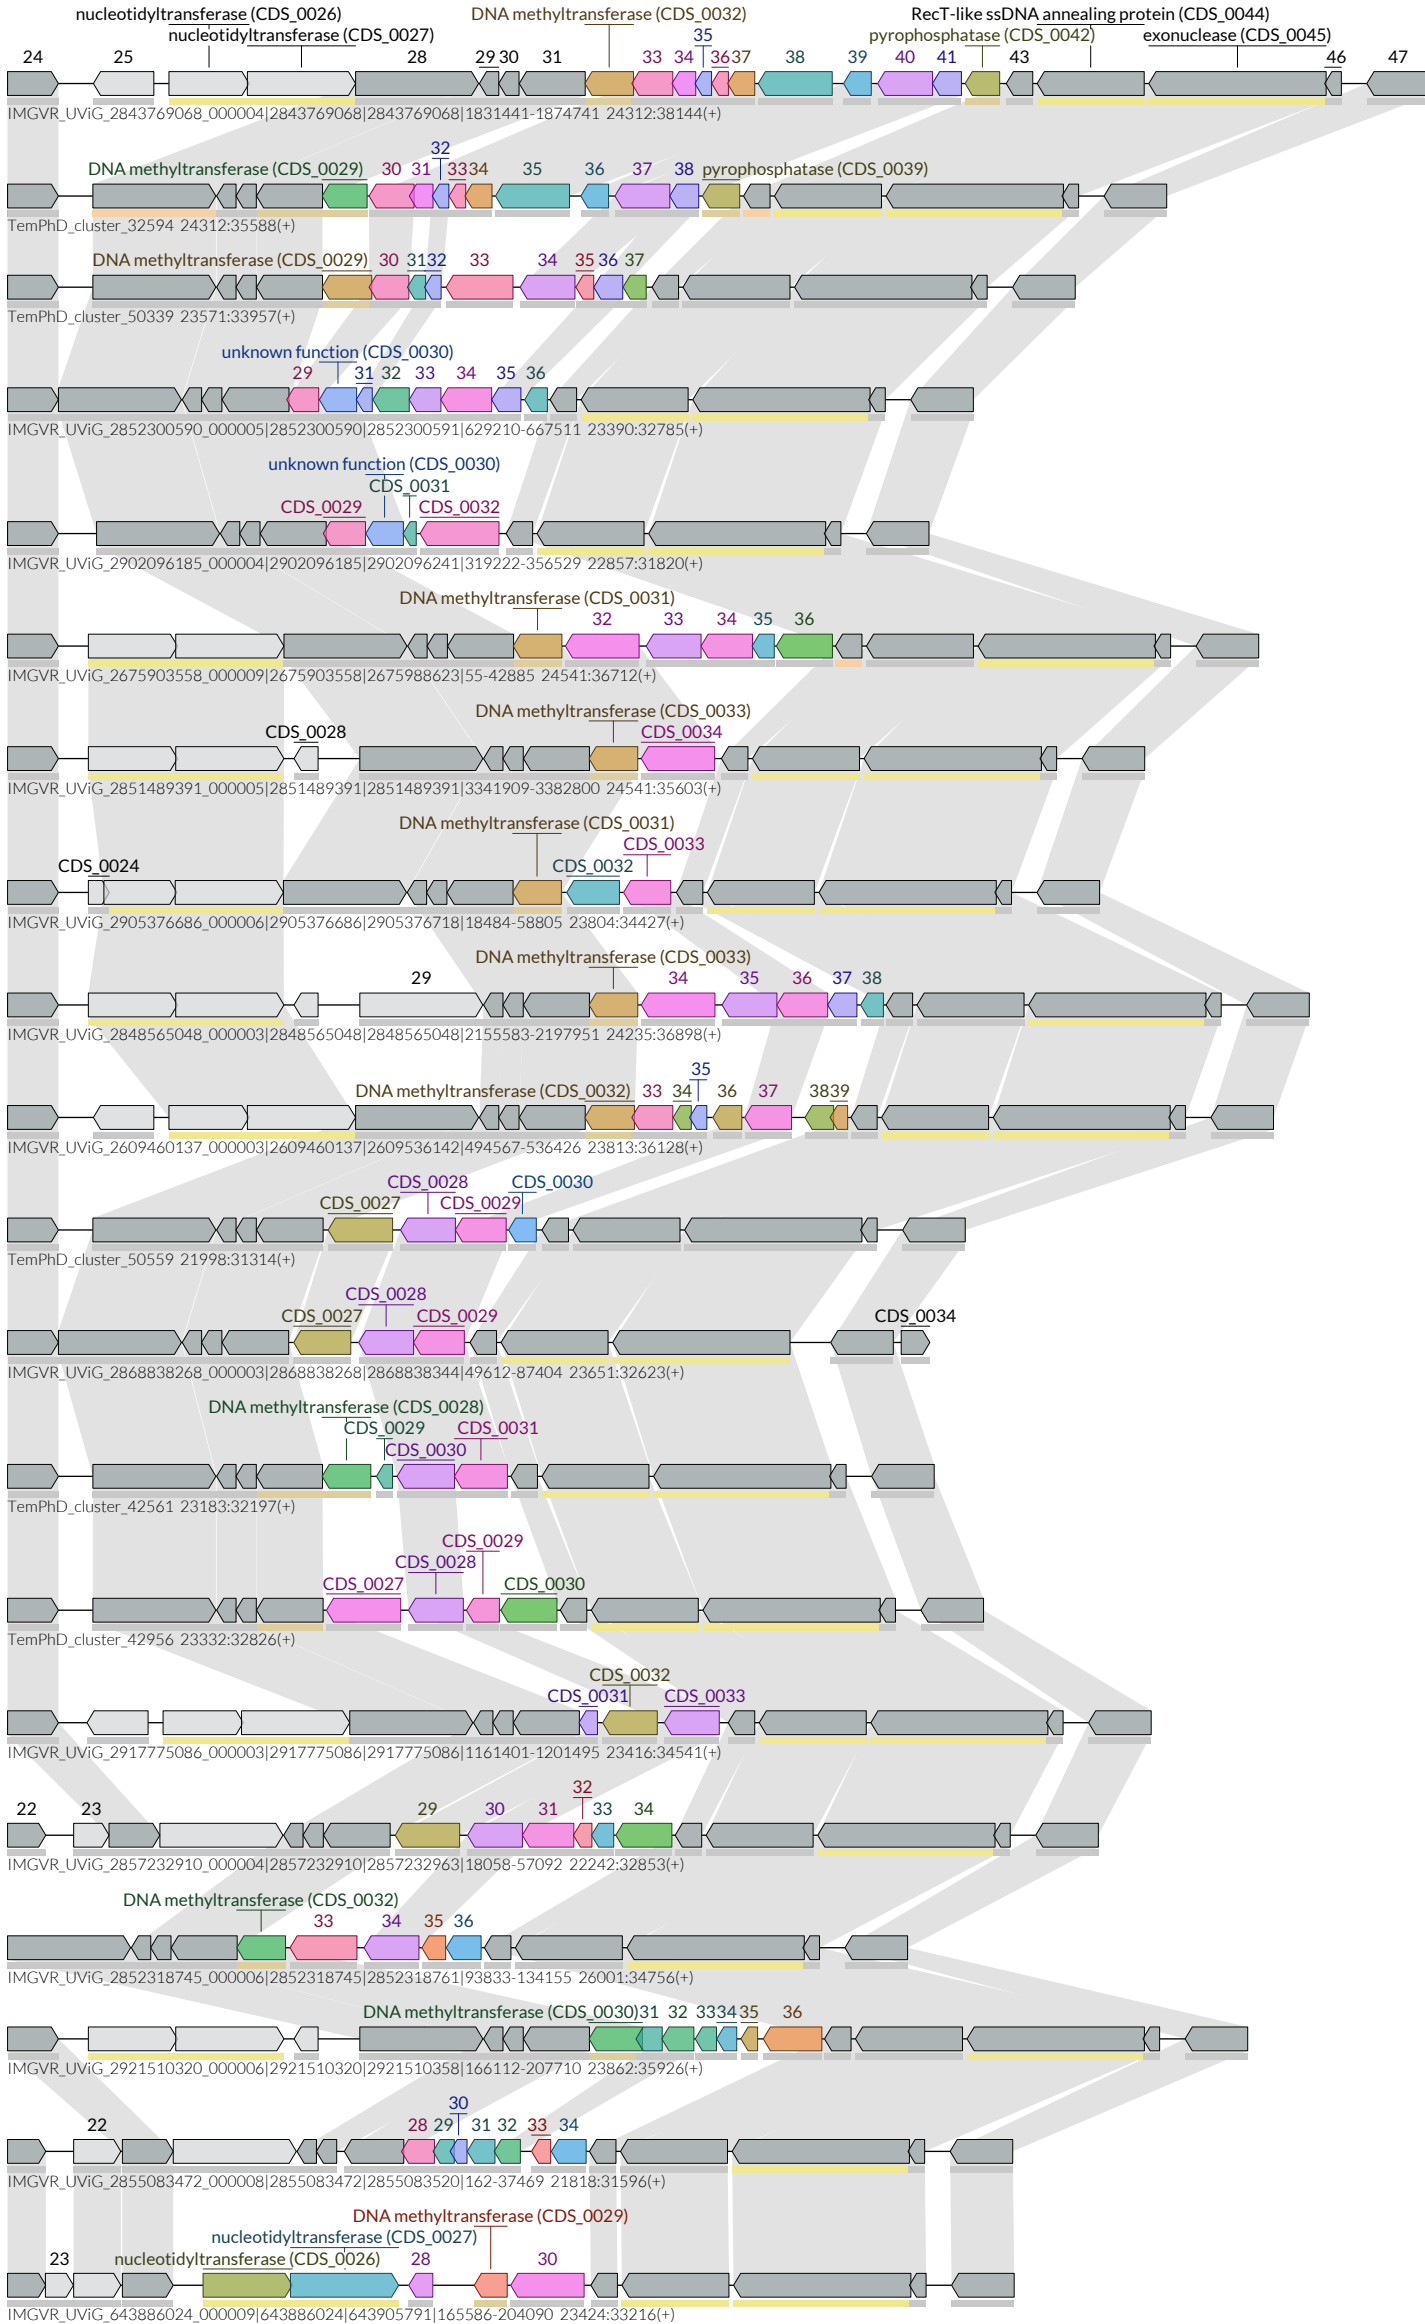 nucleotidyltransferase (CDS_0026) DNA methyltransferase (CDS_0032) RecT-like ssDNA annealing protein (CDS_0044)
nucleotidyltransferase (CDS_0027) 35 pyrophosphatase (CDS_0042) exonuclease (CDS_0045)
24 25 28 29 30 31 33 34 36 37 38 39 40 41 43 46 47
IMGVR_UViG_2843769068_000004|2843769068|2843769068|1831441-1874741 24312:38144(+)
32
DNA methyltransferase (CDS_0029) 30 31 33 34 35 36 37 38 pyrophosphatase (CDS_0039)
TemPhD_cluster_32594 24312:35588(+)
DNA methyltransferase (CDS_0029) 30 31 32 33 34 35 36 37
TemPhD_cluster_50339 23571:33957(+)
unknown function (CDS_0030)
29 31 32 33 34 35 36
IMGVR_UViG_2852300590_000005|2852300590|2852300591|629210-667511 23390:32785(+)
unknown function (CDS_0030)
CDS_0031
CDS_0029 CDS_0032
IMGVR_UViG_2902096185_000004|2902096185|2902096241|319222-356529 22857:31820(+)
DNA methyltransferase (CDS_0031)
32 33 34 35 36
IMGVR_UViG_2675903558_000009|2675903558|2675988623|55-42885 24541:36712(+)
DNA methyltransferase (CDS_0033)
CDS_0028 CDS_0034
IMGVR_UViG_2851489391_000005|2851489391|2851489391|3341909-3382800 24541:35603(+)
DNA methyltransferase (CDS_0031)
CDS_0033
CDS_0024 CDS_0032
IMGVR_UViG_2905376686_000006|2905376686|2905376718|18484-58805 23804:34427(+)
DNA methyltransferase (CDS_0033)
29 34 35 36 37 38
IMGVR_UViG_2848565048_000003|2848565048|2848565048|2155583-2197951 24235:36898(+)
35
DNA methyltransferase (CDS_0032) 33 34 36 37 38 39
IMGVR_UViG_2609460137_000003|2609460137|2609536142|494567-536426 23813:36128(+)
CDS_0028 CDS_0030
CDS_0027 CDS_0029
TemPhD_cluster_50559 21998:31314(+)
CDS_0028
CDS_0027 CDS_0029 CDS_0034
IMGVR_UViG_2868838268_000003|2868838268|2868838344|49612-87404 23651:32623(+)
DNA methyltransferase (CDS_0028)
CDS_0029 CDS_0031
CDS_0030
TemPhD_cluster_42561 23183:32197(+)
CDS_0029
CDS_0028
CDS_0027 CDS_0030
TemPhD_cluster_42956 23332:32826(+)
CDS_0032
CDS_0031 CDS_0033
IMGVR_UViG_2917775086_000003|2917775086|2917775086|1161401-1201495 23416:34541(+)
32
22 23 29 30 31 33 34
IMGVR_UViG_2857232910_000004|2857232910|2857232963|18058-57092 22242:32853(+)
DNA methyltransferase (CDS_0032)
33 34 35 36
IMGVR_UViG_2852318745_000006|2852318745|2852318761|93833-134155 26001:34756(+)
DNA methyltransferase (CDS_0030) 31 32 33 34 35 36
IMGVR_UViG_2921510320_000006|2921510320|2921510358|166112-207710 23862:35926(+)
30
22 28 29 31 32 33 34
IMGVR_UViG_2855083472_000008|2855083472|2855083520|162-37469 21818:31596(+)
DNA methyltransferase (CDS_0029)
nucleotidyltransferase (CDS_0027)
23 nucleotidyltransferase (CDS_0026) 28 30
IMGVR_UViG_643886024_000009|643886024|643905791|165586-204090 23424:33216(+)